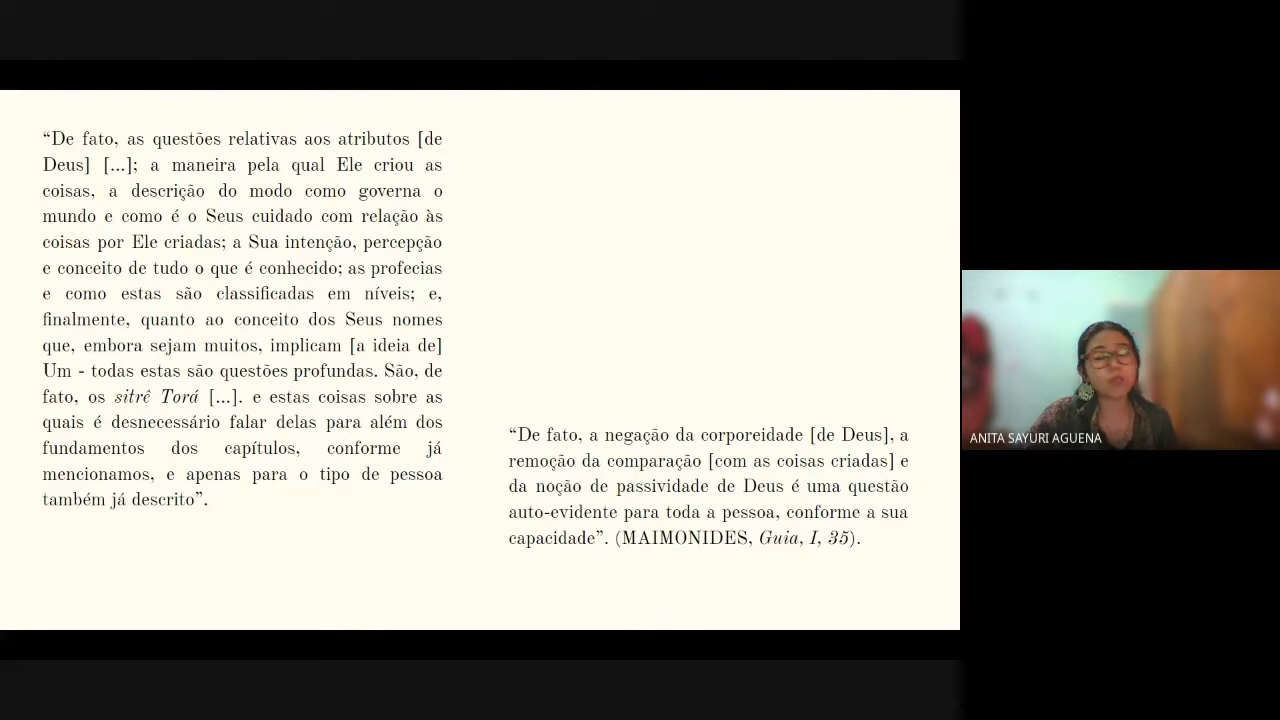 “De fato, as questões relativas aos atributos [de
Deus] [...]; a maneira pela qual Ele criou as
coisas, a descrição do modo como governa o
mundo e como é o Seus cuidado com relação às
coisas por Ele criadas; a Sua intenção, percepção
e conceito de tudo o que é conhecido; as profecias
e como estas são classificadas em níveis; e,
finalmente, quanto ao conceito dos Seus nomes
que, embora sejam muitos, implicam [a ideia de]
Um - todas estas são questões profundas. São, de
fato, os sitrê Torá [...]. e estas coisas sobre as
quais é desnecessário falar delas para além dos
fundamentos dos capítulos, conforme já
mencionamos, e apenas para o tipo de pessoa
também já descrito”.
“De fato, a negação da corporeidade [de Deus], a
remoção da comparação [com as coisas criadas] e
da noção de passividade de Deus é uma questão
auto-evidente para toda a pessoa, conforme a sua
capacidade”. (MAIMONIDES, Guia, I, 35).
ANITA SAYURI AGUENA